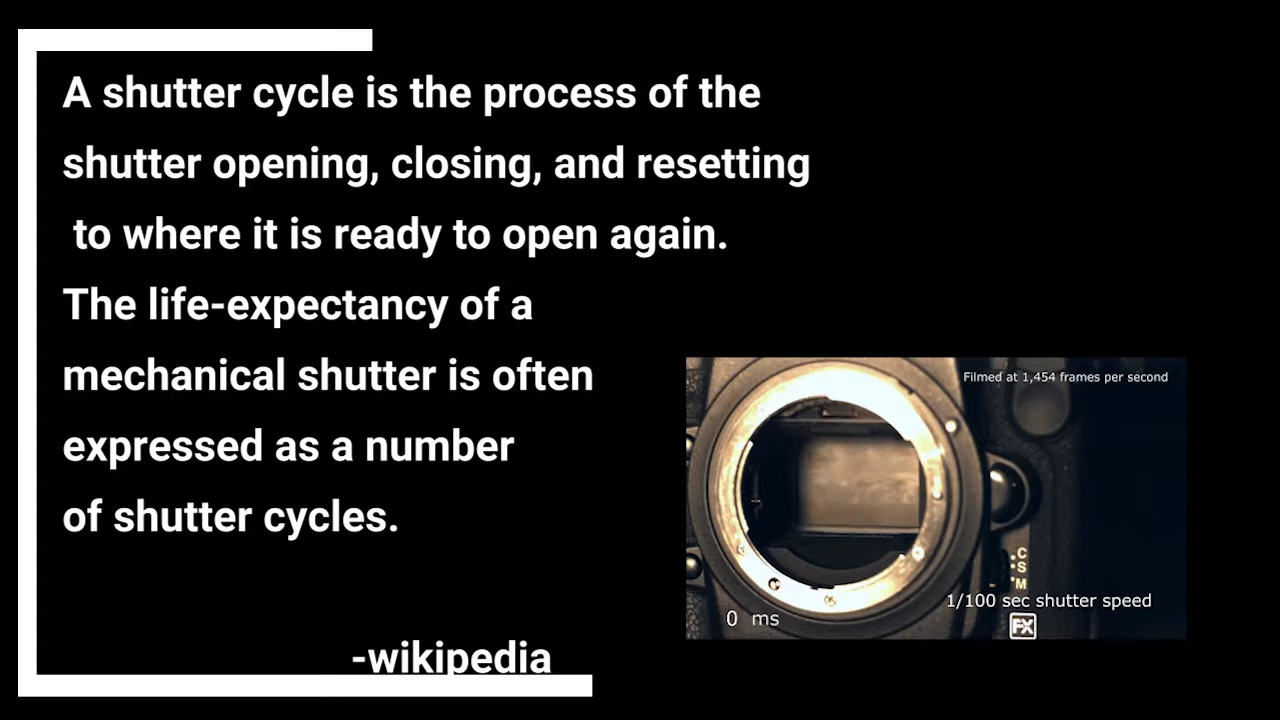 A shutter cycle is the process of the
shutter opening, closing, and resetting
to where it is ready to open again.
The life-expectancy of a
mechanical shutter is often
expressed as a number
of shutter cycles.
-wikipedia
Filmed at 1,454 frames per second
C
S
M
1/100 sec shutter speed
0 ms
FX